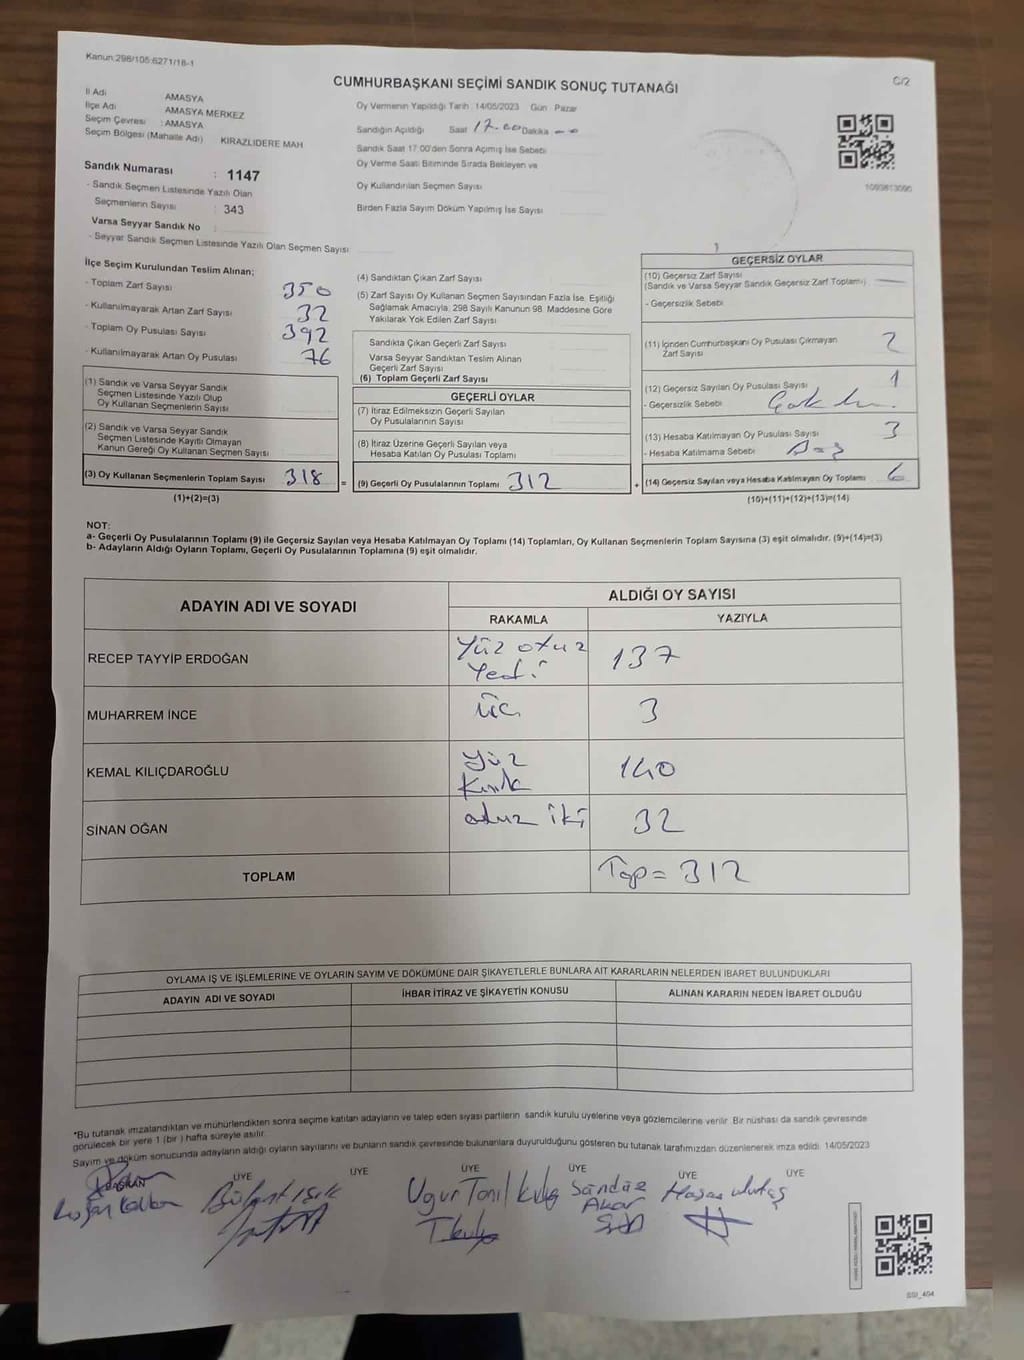 Kanun:298/105:6271/18-1
CUMHURBAŞKANI SEÇİMİ SANDIK SONUÇ TUTANAĞI
C/2
İl Adı AMASYA
İlçe Adı AMASYA MERKEZ
Seçim Çevresi : AMASYA
Seçim Bölgesi (Mahalle Adı) KIRAZLIDERE MAH
Sandık Numarası : 1147
- Sandık Seçmen Listesinde Yazılı Olan
Seçmenlerin Sayısı : 343
Varsa Seyyar Sandık No :
- Seyyar Sandık Seçmen Listesinde Yazılı Olan Seçmen Sayısı
Oy Vermenin Yapıldığı Tarih :14/05/2023 Gün Pazar
Sandığın Açıldığı Saat 17.00 Dakika --
Sandık Saat 17:00'den Sonra Açımış İse Sebebi
Oy Verme Saati Bitiminde Sırada Bekleyen ve
Oy Kullandırılan Seçmen Sayısı
Birden Fazla Sayım Döküm Yapılmış İse Sayısı
İlçe Seçim Kurulundan Teslim Alınan;
- Toplam Zarf Sayısı 350
- Kullanılmayarak Artan Zarf Sayısı 32
- Toplam Oy Pusulası Sayısı 392
- Kullanılmayarak Artan Oy Pusulası 76
(1) Sandık ve Varsa Seyyar Sandık
Seçmen Listesinde Yazılı Olup
Oy Kullanan Seçmenlerin Sayısı
(2) Sandık ve Varsa Seyyar Sandık
Seçmen Listesinde Kayıtlı Olmayan
Kanun Gereği Oy Kullanan Seçmen Sayısı
(3) Oy Kullanan Seçmenlerin Toplam Sayısı 318 =
(1)+(2)=(3)
(4) Sandıktan Çıkan Zarf Sayısı
(5) Zarf Sayısı Oy Kullanan Seçmen Sayısından Fazla İse, Eşitliği
Sağlamak Amacıyla, 298 Sayılı Kanunun 98. Maddesine Göre
Yakılarak Yok Edilen Zarf Sayısı
Sandıkta Çıkan Geçerli Zarf Sayısı
Varsa Seyyar Sandıktan Teslim Alınan
Geçerli Zarf Sayısı
(6) Toplam Geçerli Zarf Sayısı
GEÇERLİ OYLAR
(7) İtiraz Edilmeksizin Geçerli Sayılan
Oy Pusulalarının Sayısı
(8) İtiraz Üzerine Geçerli Sayılan veya
Hesaba Katılan Oy Pusulası Toplamı
(9) Geçerli Oy Pusulalarının Toplamı 312 +
GEÇERSİZ OYLAR
(10) Geçersiz Zarf Sayısı
(Sandık ve Varsa Seyyar Sandık Geçersiz Zarf Toplamı)
- Geçersizlik Sebebi
(11) İçinden Cumhurbaşkanı Oy Pusulası Çıkmayan
Zarf Sayısı 2
(12) Geçersiz Sayılan Oy Pusulası Sayısı 1
- Geçersizlik Sebebi
(13) Hesaba Katılmayan Oy Pusulası Sayısı 3
- Hesaba Katılmama Sebebi
(14) Geçersiz Sayılan veya Hesaba Katılmayan Oy Toplamı 6
(10)+(11)+(12)+(13)=(14)
NOT:
a- Geçerli Oy Pusulalarının Toplamı (9) ile Geçersiz Sayılan veya Hesaba Katılmayan Oy Toplamı (14) Toplamları, Oy Kullanan Seçmenlerin Toplam Sayısına (3) eşit olmalıdır. (9)+(14)=(3)
b- Adayların Aldığı Oyların Toplamı, Geçerli Oy Pusulalarının Toplamına (9) eşit olmalıdır.
ADAYIN ADI VE SOYADI ALDIĞI OY SAYISI
RAKAMLA YAZIYLA
RECEP TAYYİP ERDOĞAN yüz otuz yedi 137
MUHARREM İNCE üç 3
KEMAL KILIÇDAROĞLU yüz kırk 140
SİNAN OĞAN otuz iki 32
TOPLAM Top = 312
OYLAMA İŞ VE İŞLEMLERİNE VE OYLARIN SAYIM VE DÖKÜMÜNE DAİR ŞİKAYETLERLE BUNLARA AİT KARARLARIN NELERDEN İBARET BULUNDUKLARI
ADAYIN ADI VE SOYADI İHBAR İTİRAZ VE ŞİKAYETİN KONUSU ALINAN KARARIN NEDEN İBARET OLDUĞU
*Bu tutanak imzalandıktan ve mühürlendikten sonra seçime katılan adayların ve talep eden siyasi partilerin sandık kurulu üyelerine veya gözlemcilerine verilir. Bir nüshası da sandık çevresinde
görülecek bir yere 1 (bir) hafta süreyle asılır.
Sayım ve döküm sonucunda adayların aldığı oyların sayılarını ve bunların sandık çevresinde bulunanlara duyurulduğunu gösteren bu tutanak tarafımızdan düzenlenerek imza edildi. 14/05/2023
BAŞKAN ÜYE ÜYE ÜYE ÜYE ÜYE ÜYE
Bülent Işık Uğur Tanıl Kılıç Sündüz Akar Hasan Ulutaş
SSI_404